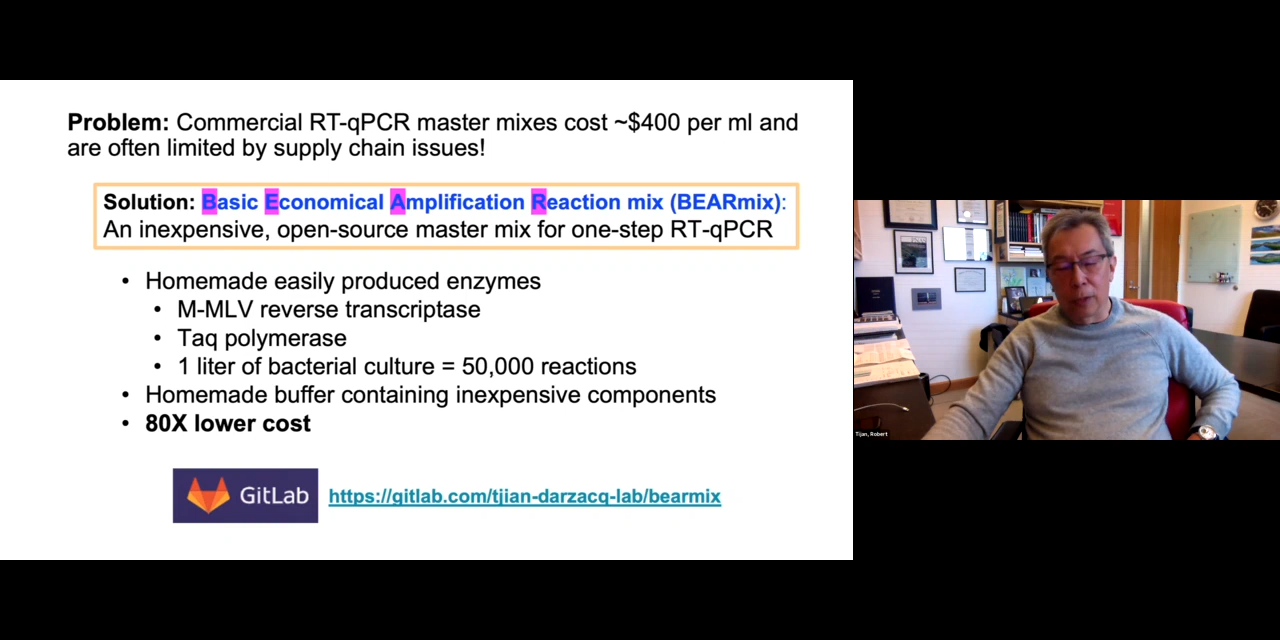 Problem: Commercial RT-qPCR master mixes cost ~$400 per ml and
are often limited by supply chain issues!
Solution: Basic Economical Amplification Reaction mix (BEARmix):
An inexpensive, open-source master mix for one-step RT-qPCR
• Homemade easily produced enzymes
• M-MLV reverse transcriptase
• Taq polymerase
• 1 liter of bacterial culture = 50,000 reactions
• Homemade buffer containing inexpensive components
• 80X lower cost
GitLab
https://gitlab.com/tjian-darzacq-lab/bearmix
Tijan, Robert